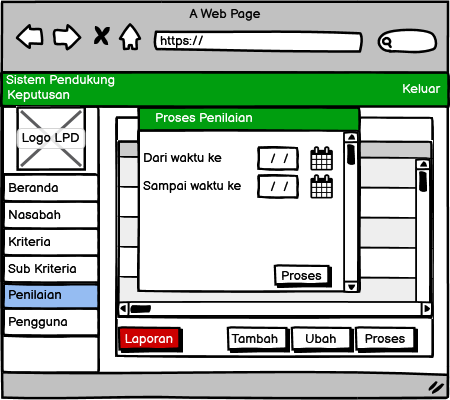 A Web Page
https://
Sistem Pendukung
Keputusan
Keluar
Logo LPD
Proses Penilaian
Dari waktu ke
/ /
Sampai waktu ke
/ /
Proses
Beranda
Nasabah
Kriteria
Sub Kriteria
Penilaian
Pengguna
Laporan
Tambah
Ubah
Proses